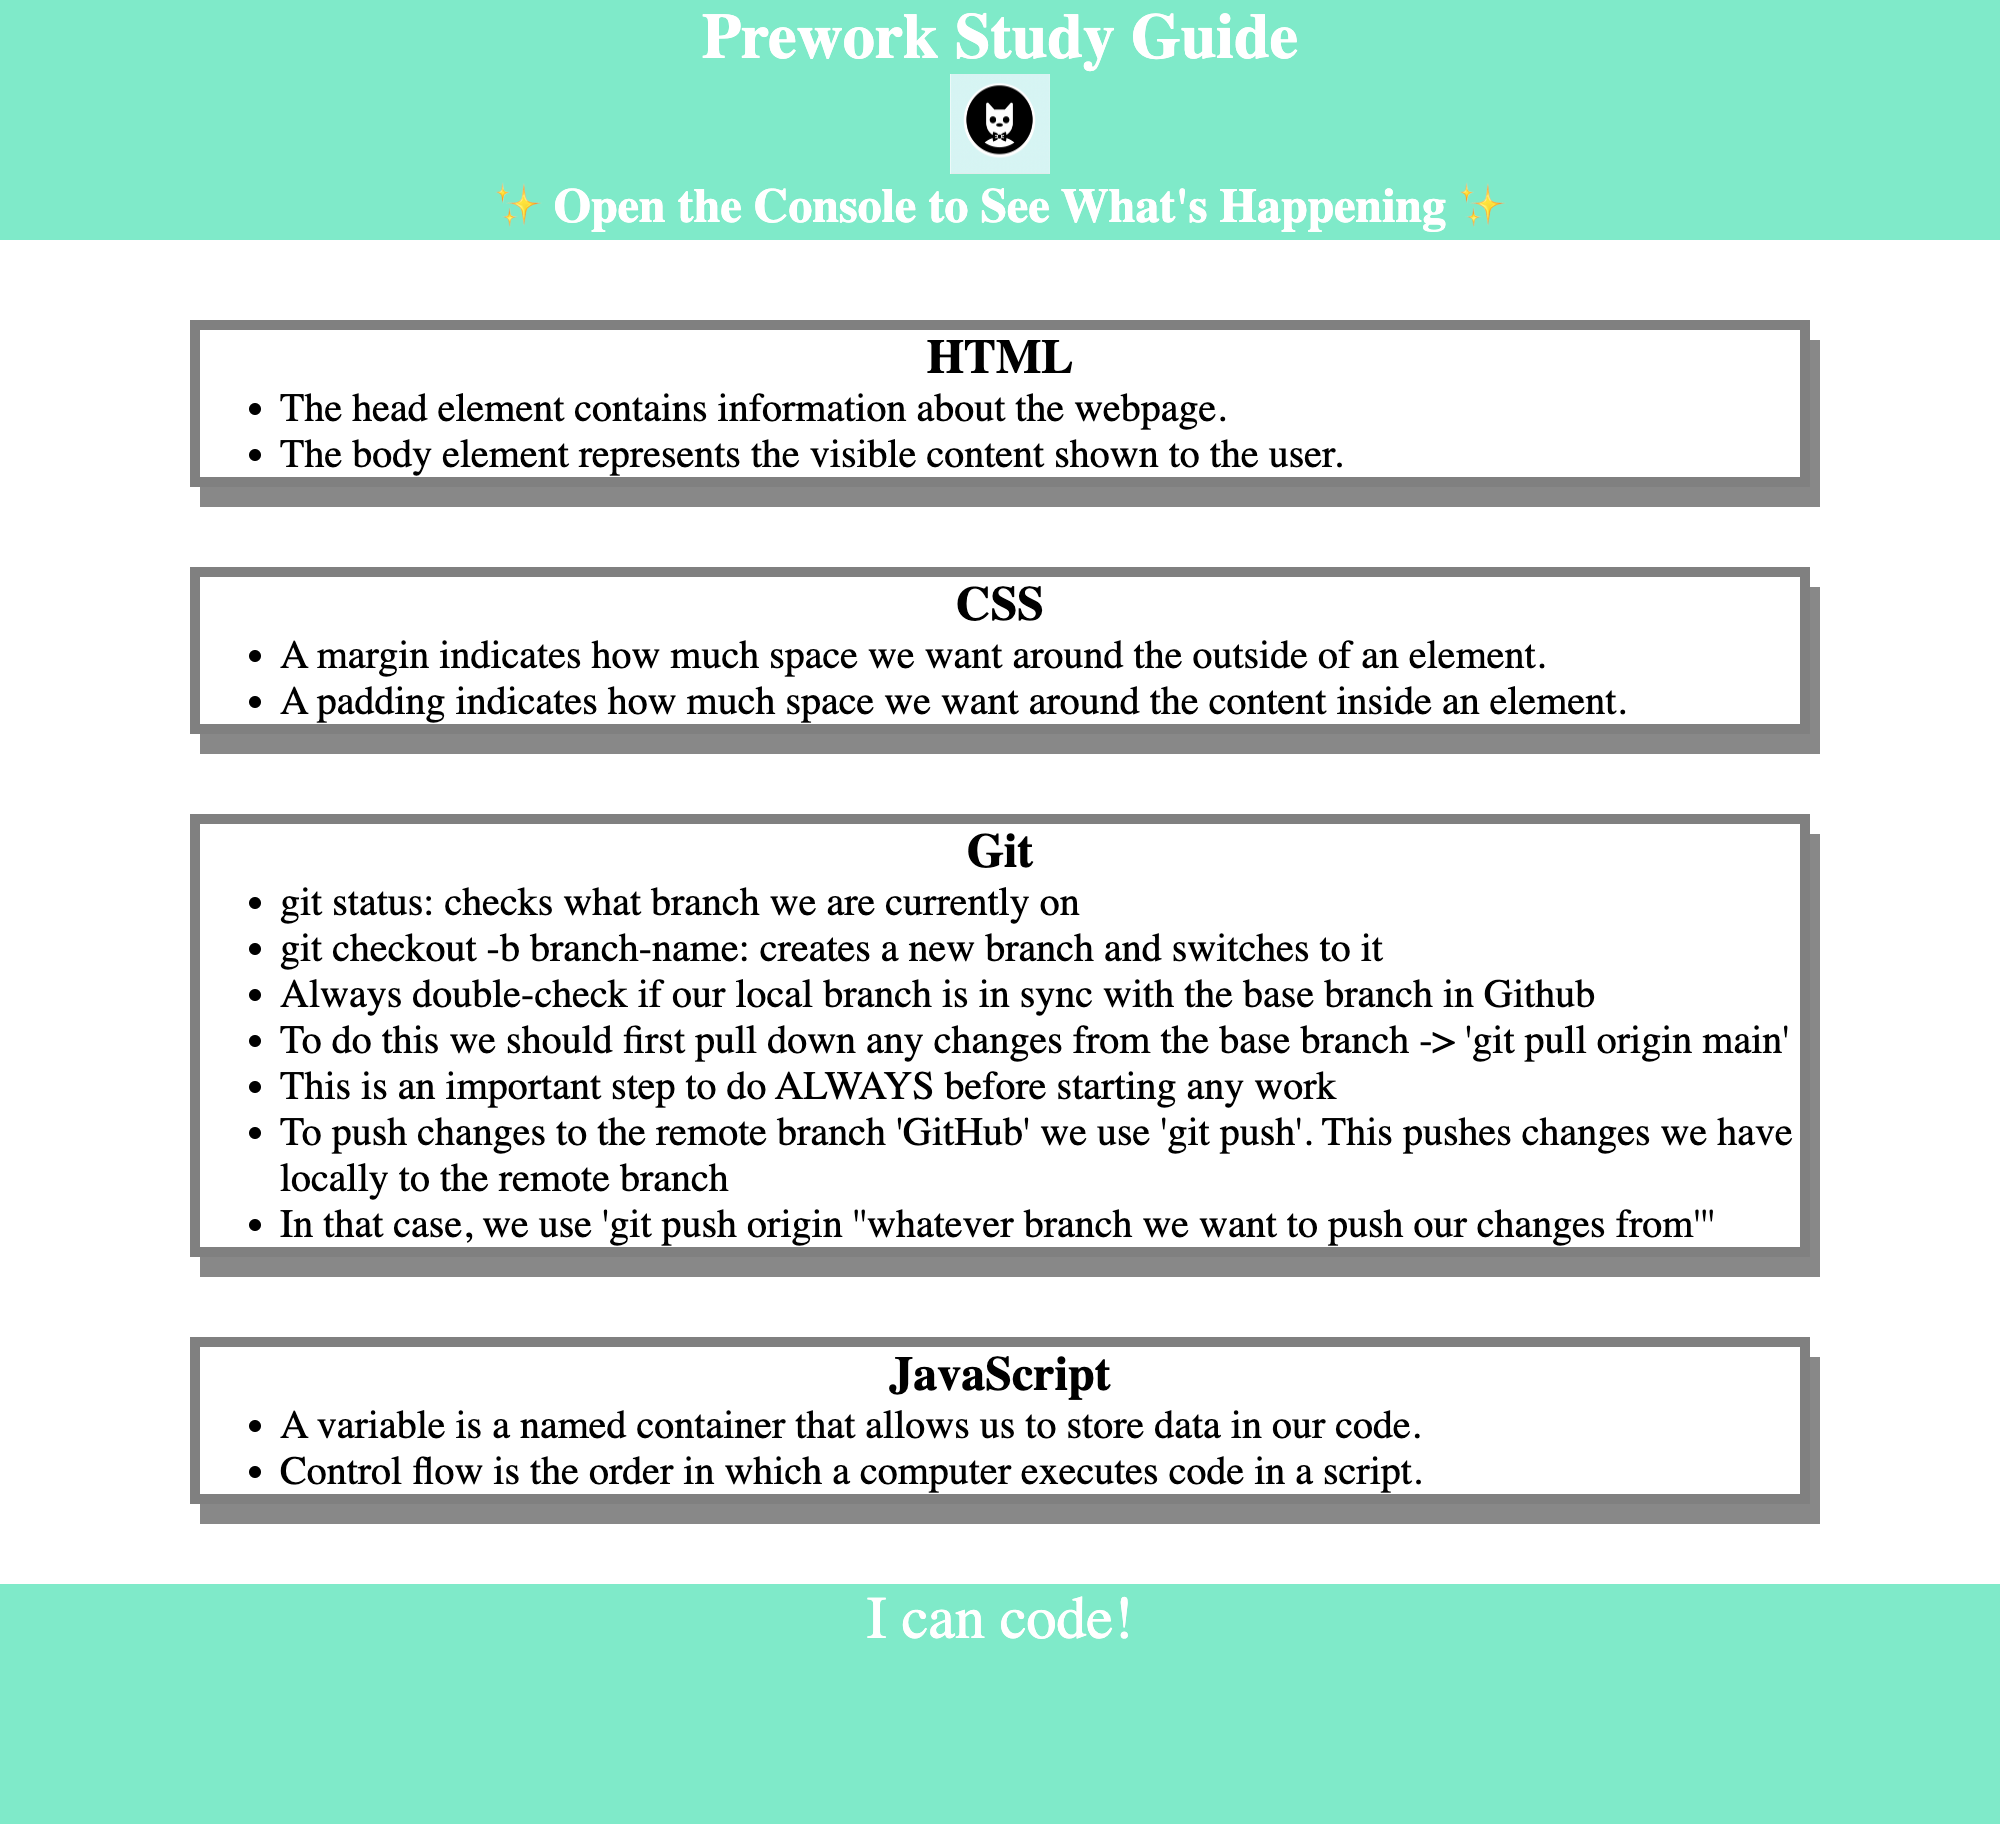 Prework Study Guide
✨ Open the Console to See What's Happening ✨
HTML
• The head element contains information about the webpage.
• The body element represents the visible content shown to the user.
CSS
• A margin indicates how much space we want around the outside of an element.
• A padding indicates how much space we want around the content inside an element.
Git
• git status: checks what branch we are currently on
• git checkout -b branch-name: creates a new branch and switches to it
• Always double-check if our local branch is in sync with the base branch in Github
• To do this we should first pull down any changes from the base branch -> 'git pull origin main'
• This is an important step to do ALWAYS before starting any work
• To push changes to the remote branch 'GitHub' we use 'git push'. This pushes changes we have
locally to the remote branch
• In that case, we use 'git push origin "whatever branch we want to push our changes from"'
JavaScript
• A variable is a named container that allows us to store data in our code.
• Control flow is the order in which a computer executes code in a script.
I can code!